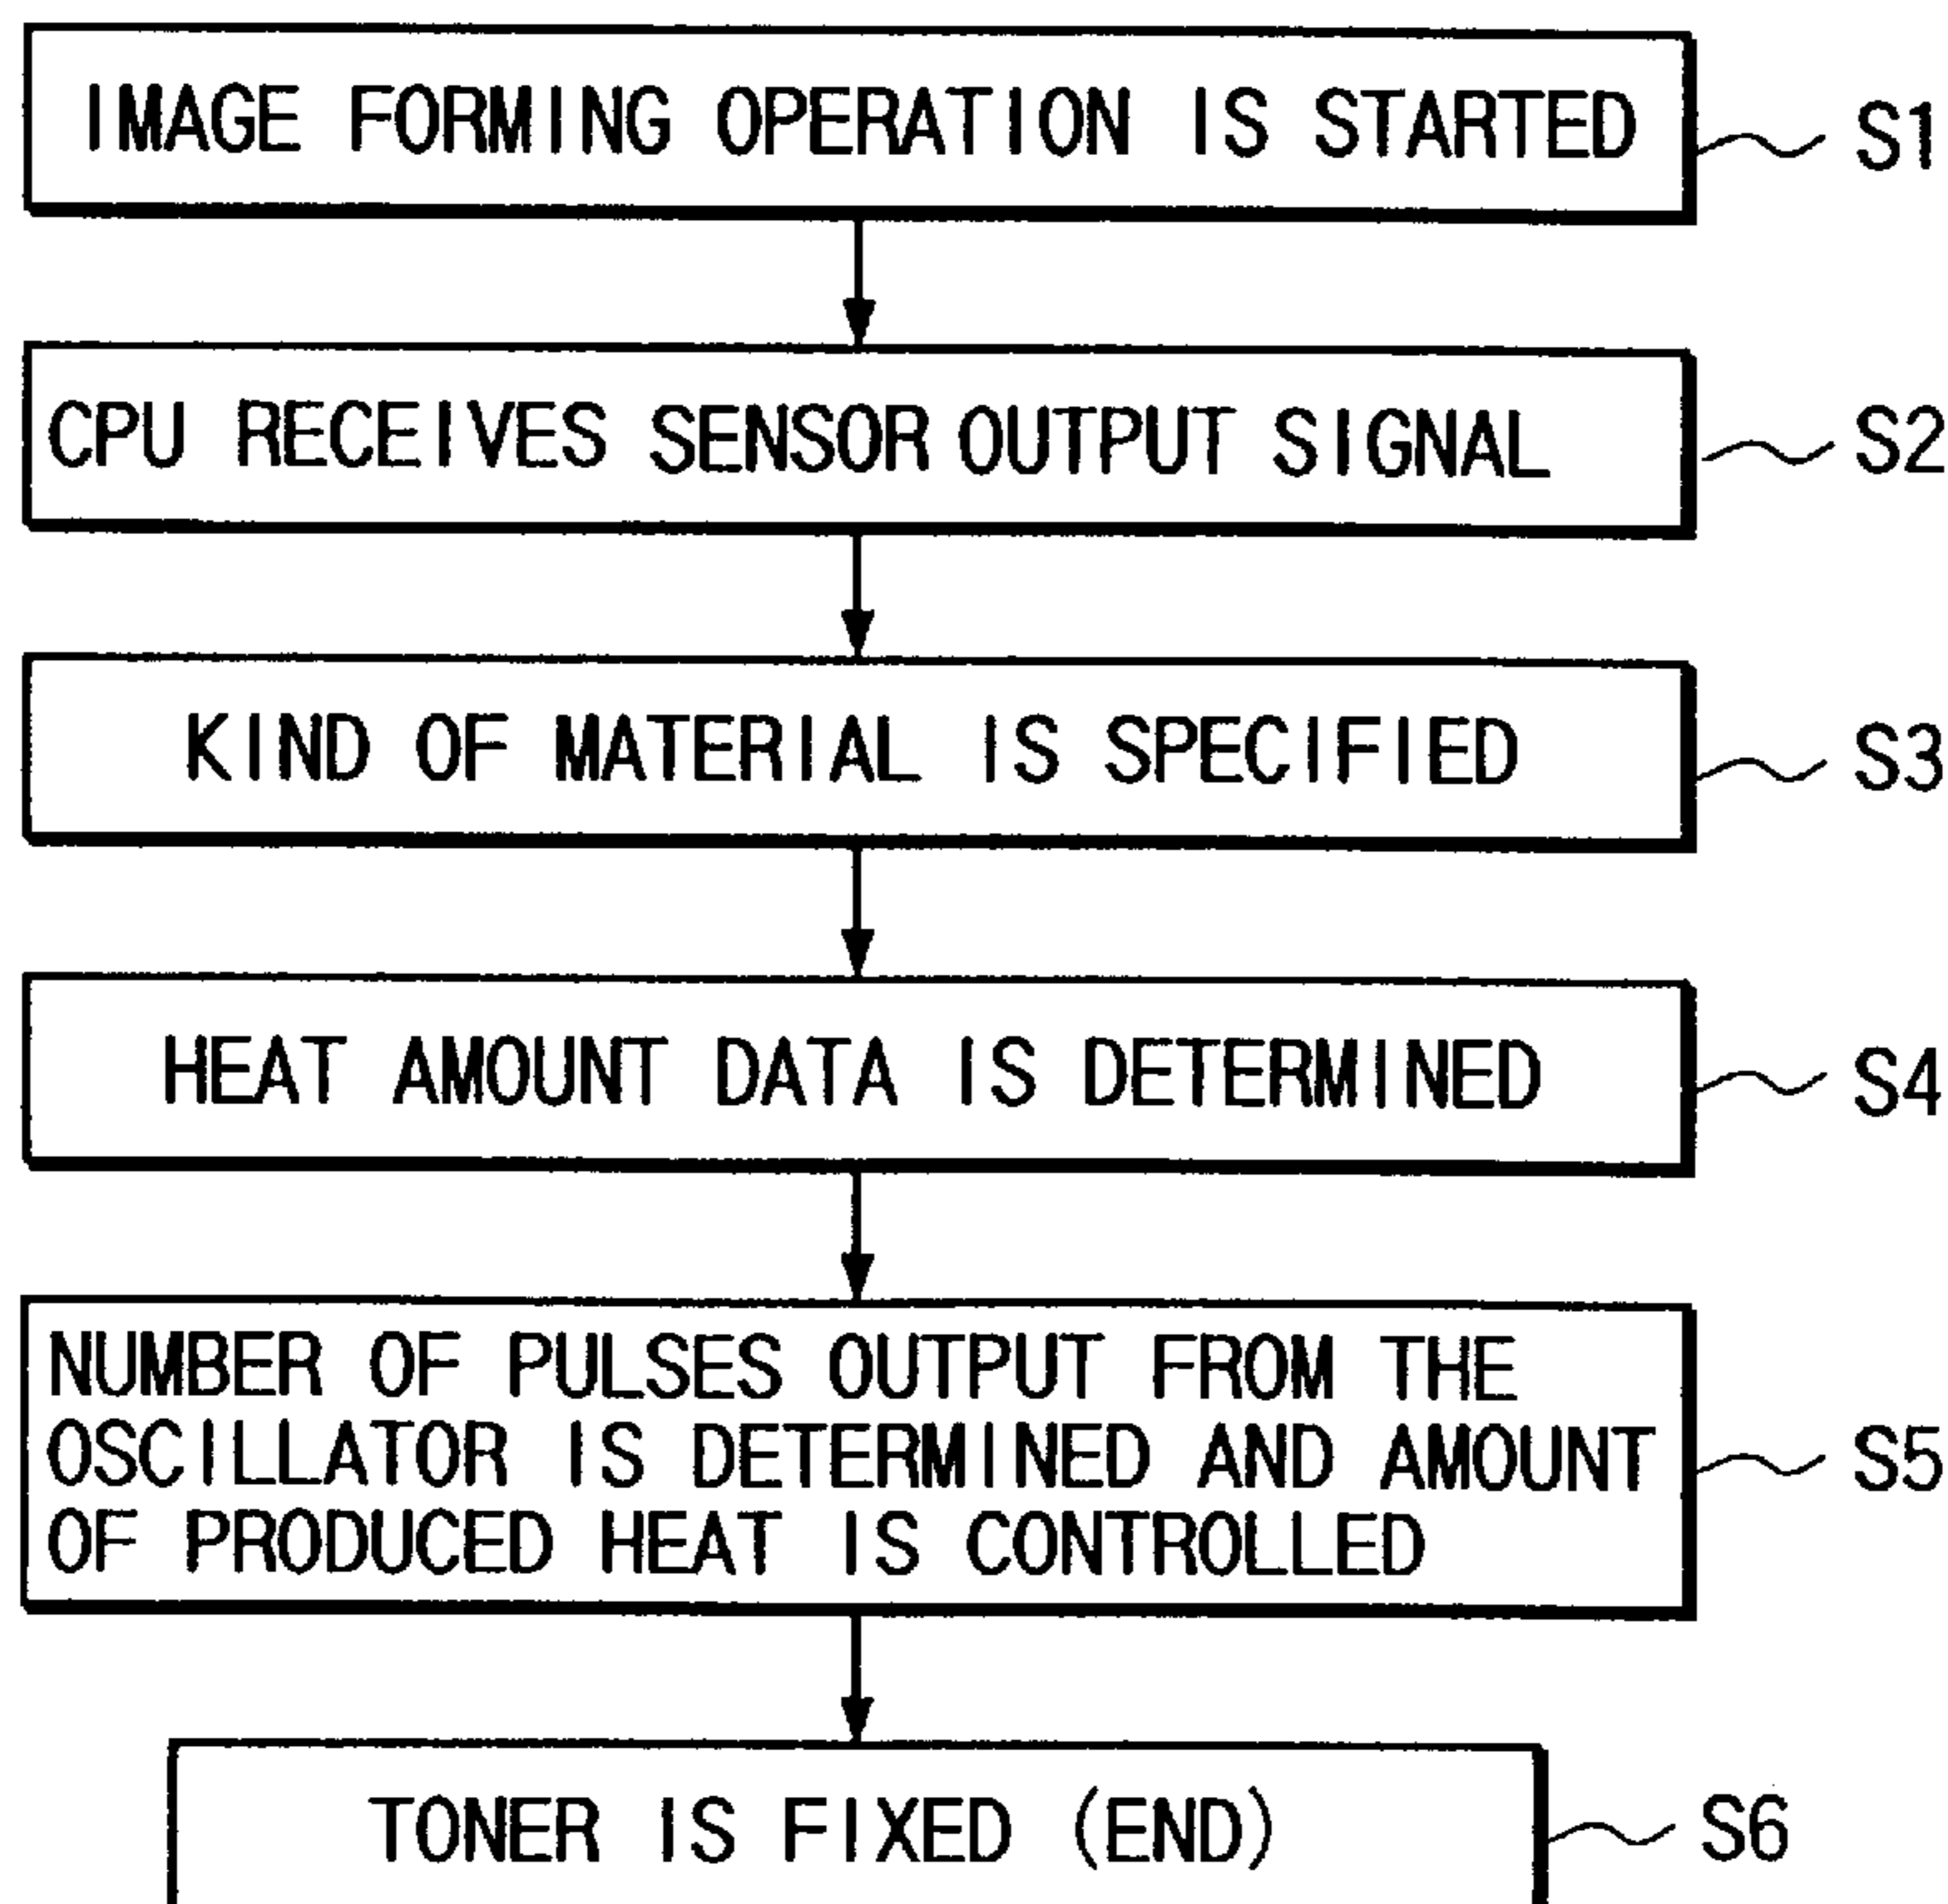 IMAGE FORMING OPERATION IS STARTED
S1
CPU RECEIVES SENSOR OUTPUT SIGNAL
S2
KIND OF MATERIAL IS SPECIFIED
S3
HEAT AMOUNT DATA IS DETERMINED
S4
NUMBER OF PULSES OUTPUT FROM THE
OSCILLATOR IS DETERMINED AND AMOUNT
OF PRODUCED HEAT IS CONTROLLED
S5
TONER IS FIXED (END)
S6